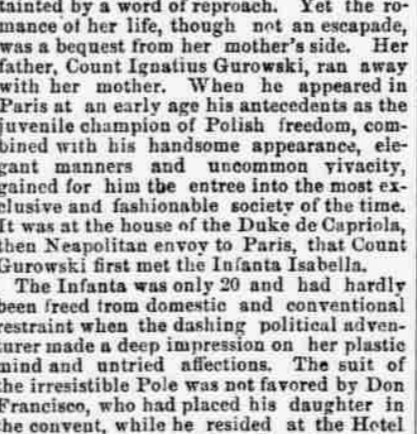 tainted by a word of reproach. Yet the ro-
mance of her life, though not an escapade,
was a bequest from her mother's side. Her
father, Count Ignatius Gurowski, ran away
with her mother. When he appeared in
Paris at an early age his antecedents as the
juvenile champion of Polish freedom, com-
bined with his handsome appearance, ele-
gant manners and uncommon vivacity,
gained for him the entree into the most ex-
clusive and fashionable society of the time.
It was at the house of the Duke de Capriola,
then Neapolitan envoy to Paris, that Count
Gurowski first met the Infanta Isabella.
The Infanta was only 20 and had hardly
been freed from domestic and conventional
restraint when the dashing political adven-
turer made a deep impression on her plastic
mind and untried affections. The suit of
the irresistible Pole was not favored by Don
Francisco, who had placed his daughter in
the convent, while he resided at the Hotel